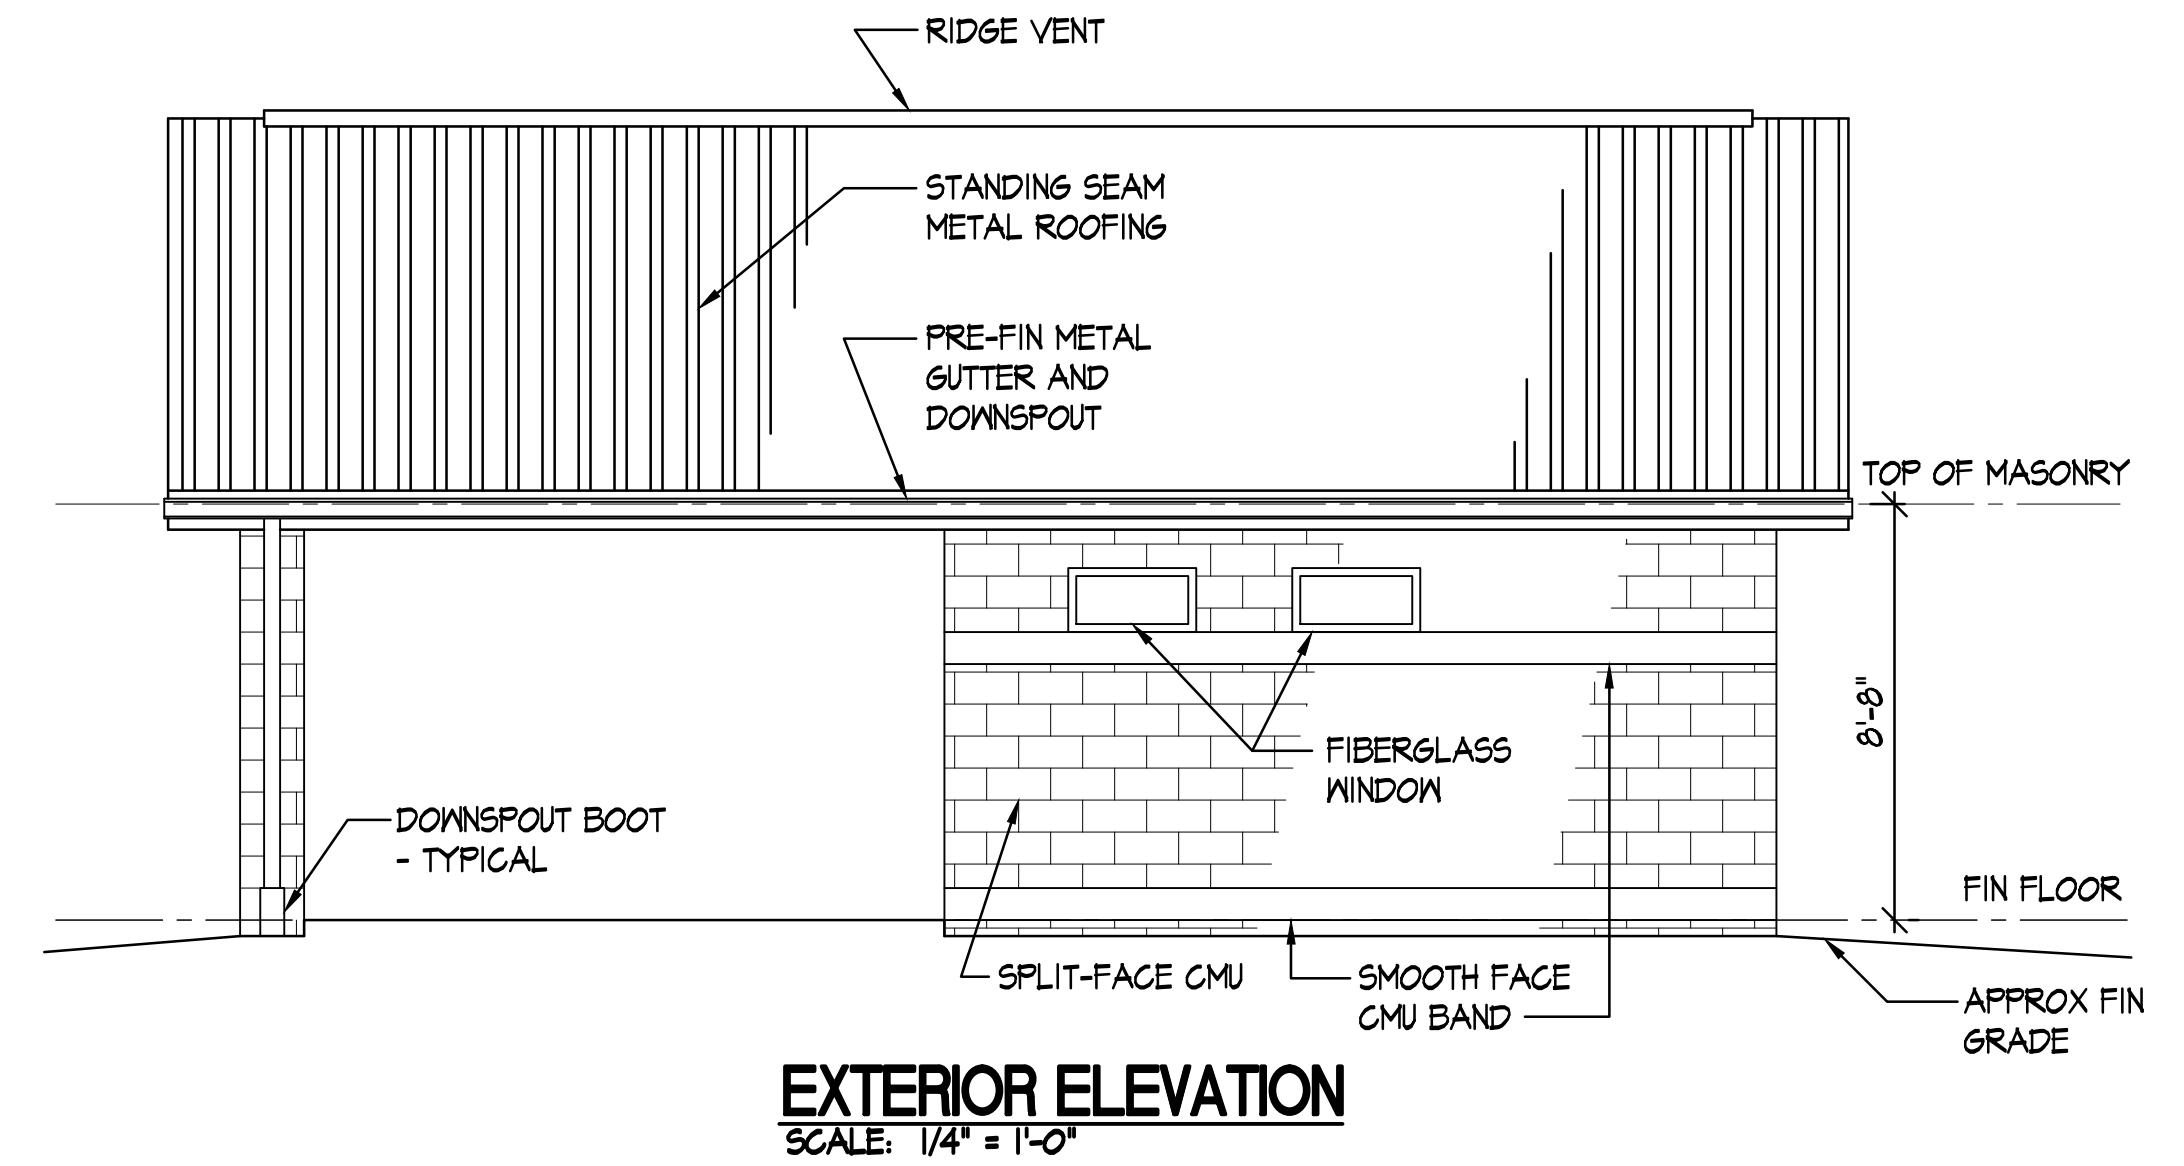 RIDGE VENT
STANDING SEAM
METAL ROOFING
PRE-FIN METAL
GUTTER AND
DOWNSPOUT
TOP OF MASONRY
8'-8"
FIBERGLASS
WINDOW
DOWNSPOUT BOOT
- TYPICAL
FIN FLOOR
SPLIT-FACE CMU
SMOOTH FACE
CMU BAND
APPROX FIN
GRADE
EXTERIOR ELEVATION
SCALE: 1/4" = 1'-0"